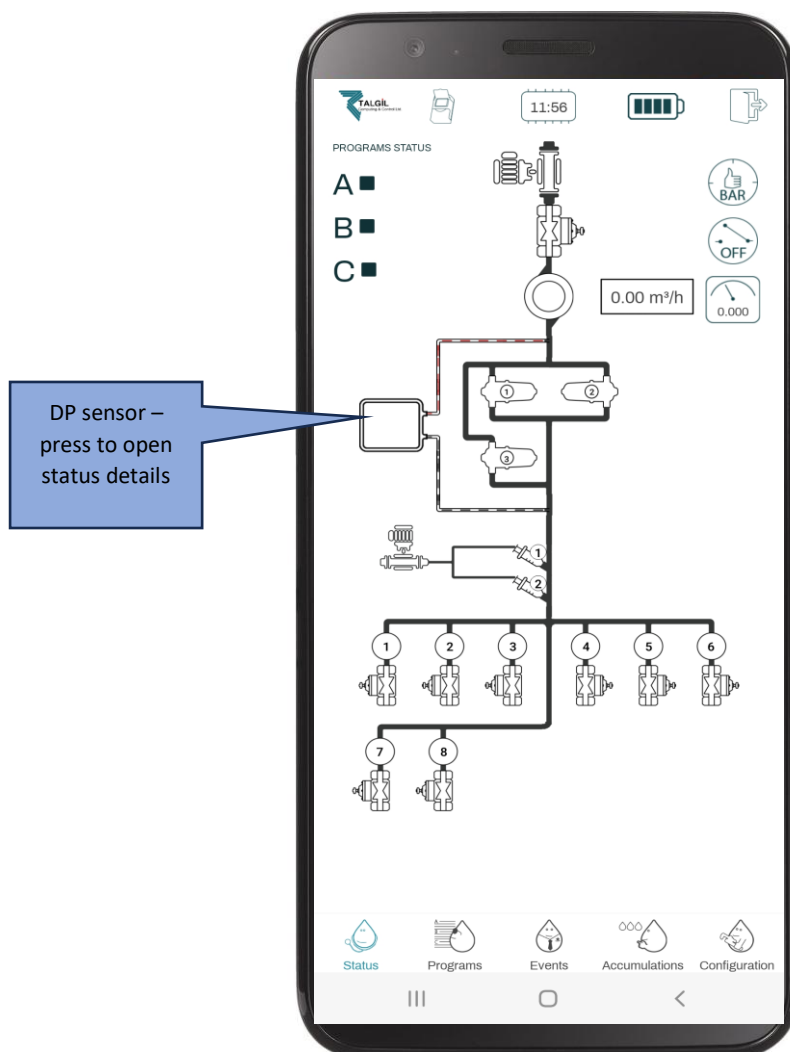 TALGIL
11:56
PROGRAMS STATUS
A
B
C
BAR
OFF
0.00 m³/h
0.000
DP sensor –
press to open
status details
1
2
3
1
2
1
2
3
4
5
6
7
8
Status
Programs
Events
Accumulations
Configuration